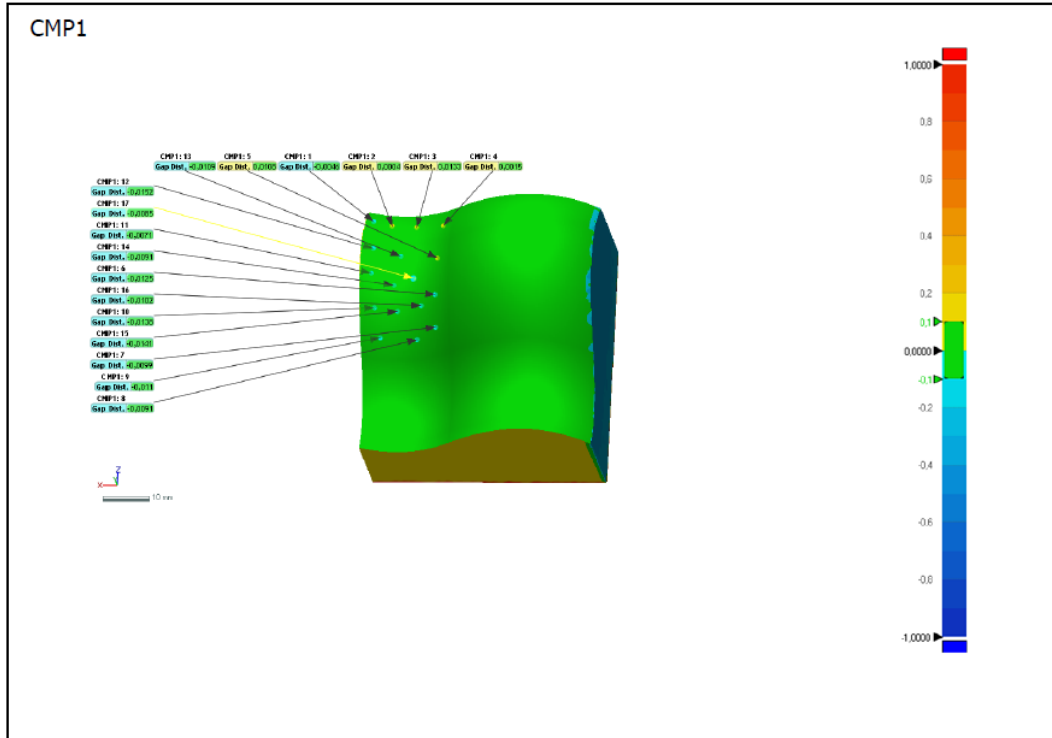 CMP1
CMP1: 13 CMP1: 5 CMP1: 1 CMP1: 2 CMP1: 3 CMP1: 4
Gap Dist. -0,0109 Gap Dist. 0,0105 Gap Dist. -0,0046 Gap Dist. 0,0004 Gap Dist. 0,0153 Gap Dist. 0,0015
CMP1: 12
Gap Dist. -0,0152
CMP1: 17
Gap Dist. -0,0085
CMP1: 11
Gap Dist. -0,0071
CMP1: 14
Gap Dist. -0,0091
CMP1: 6
Gap Dist. -0,0125
CMP1: 16
Gap Dist. -0,0102
CMP1: 10
Gap Dist. -0,0135
CMP1: 15
Gap Dist. -0,0141
CMP1: 7
Gap Dist. -0,0099
CMP1: 9
Gap Dist. -0,011
CMP1: 8
Gap Dist. -0,0091
Z
X
10 mm
1,0000
0,8
0,6
0,4
0,2
0,1
0,0000
-0,1
-0,2
-0,4
-0,6
-0,8
-1,0000